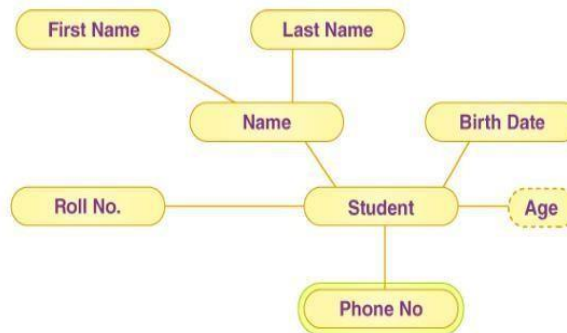 First Name
Last Name
Name
Birth Date
Roll No.
Student
Age
Phone No